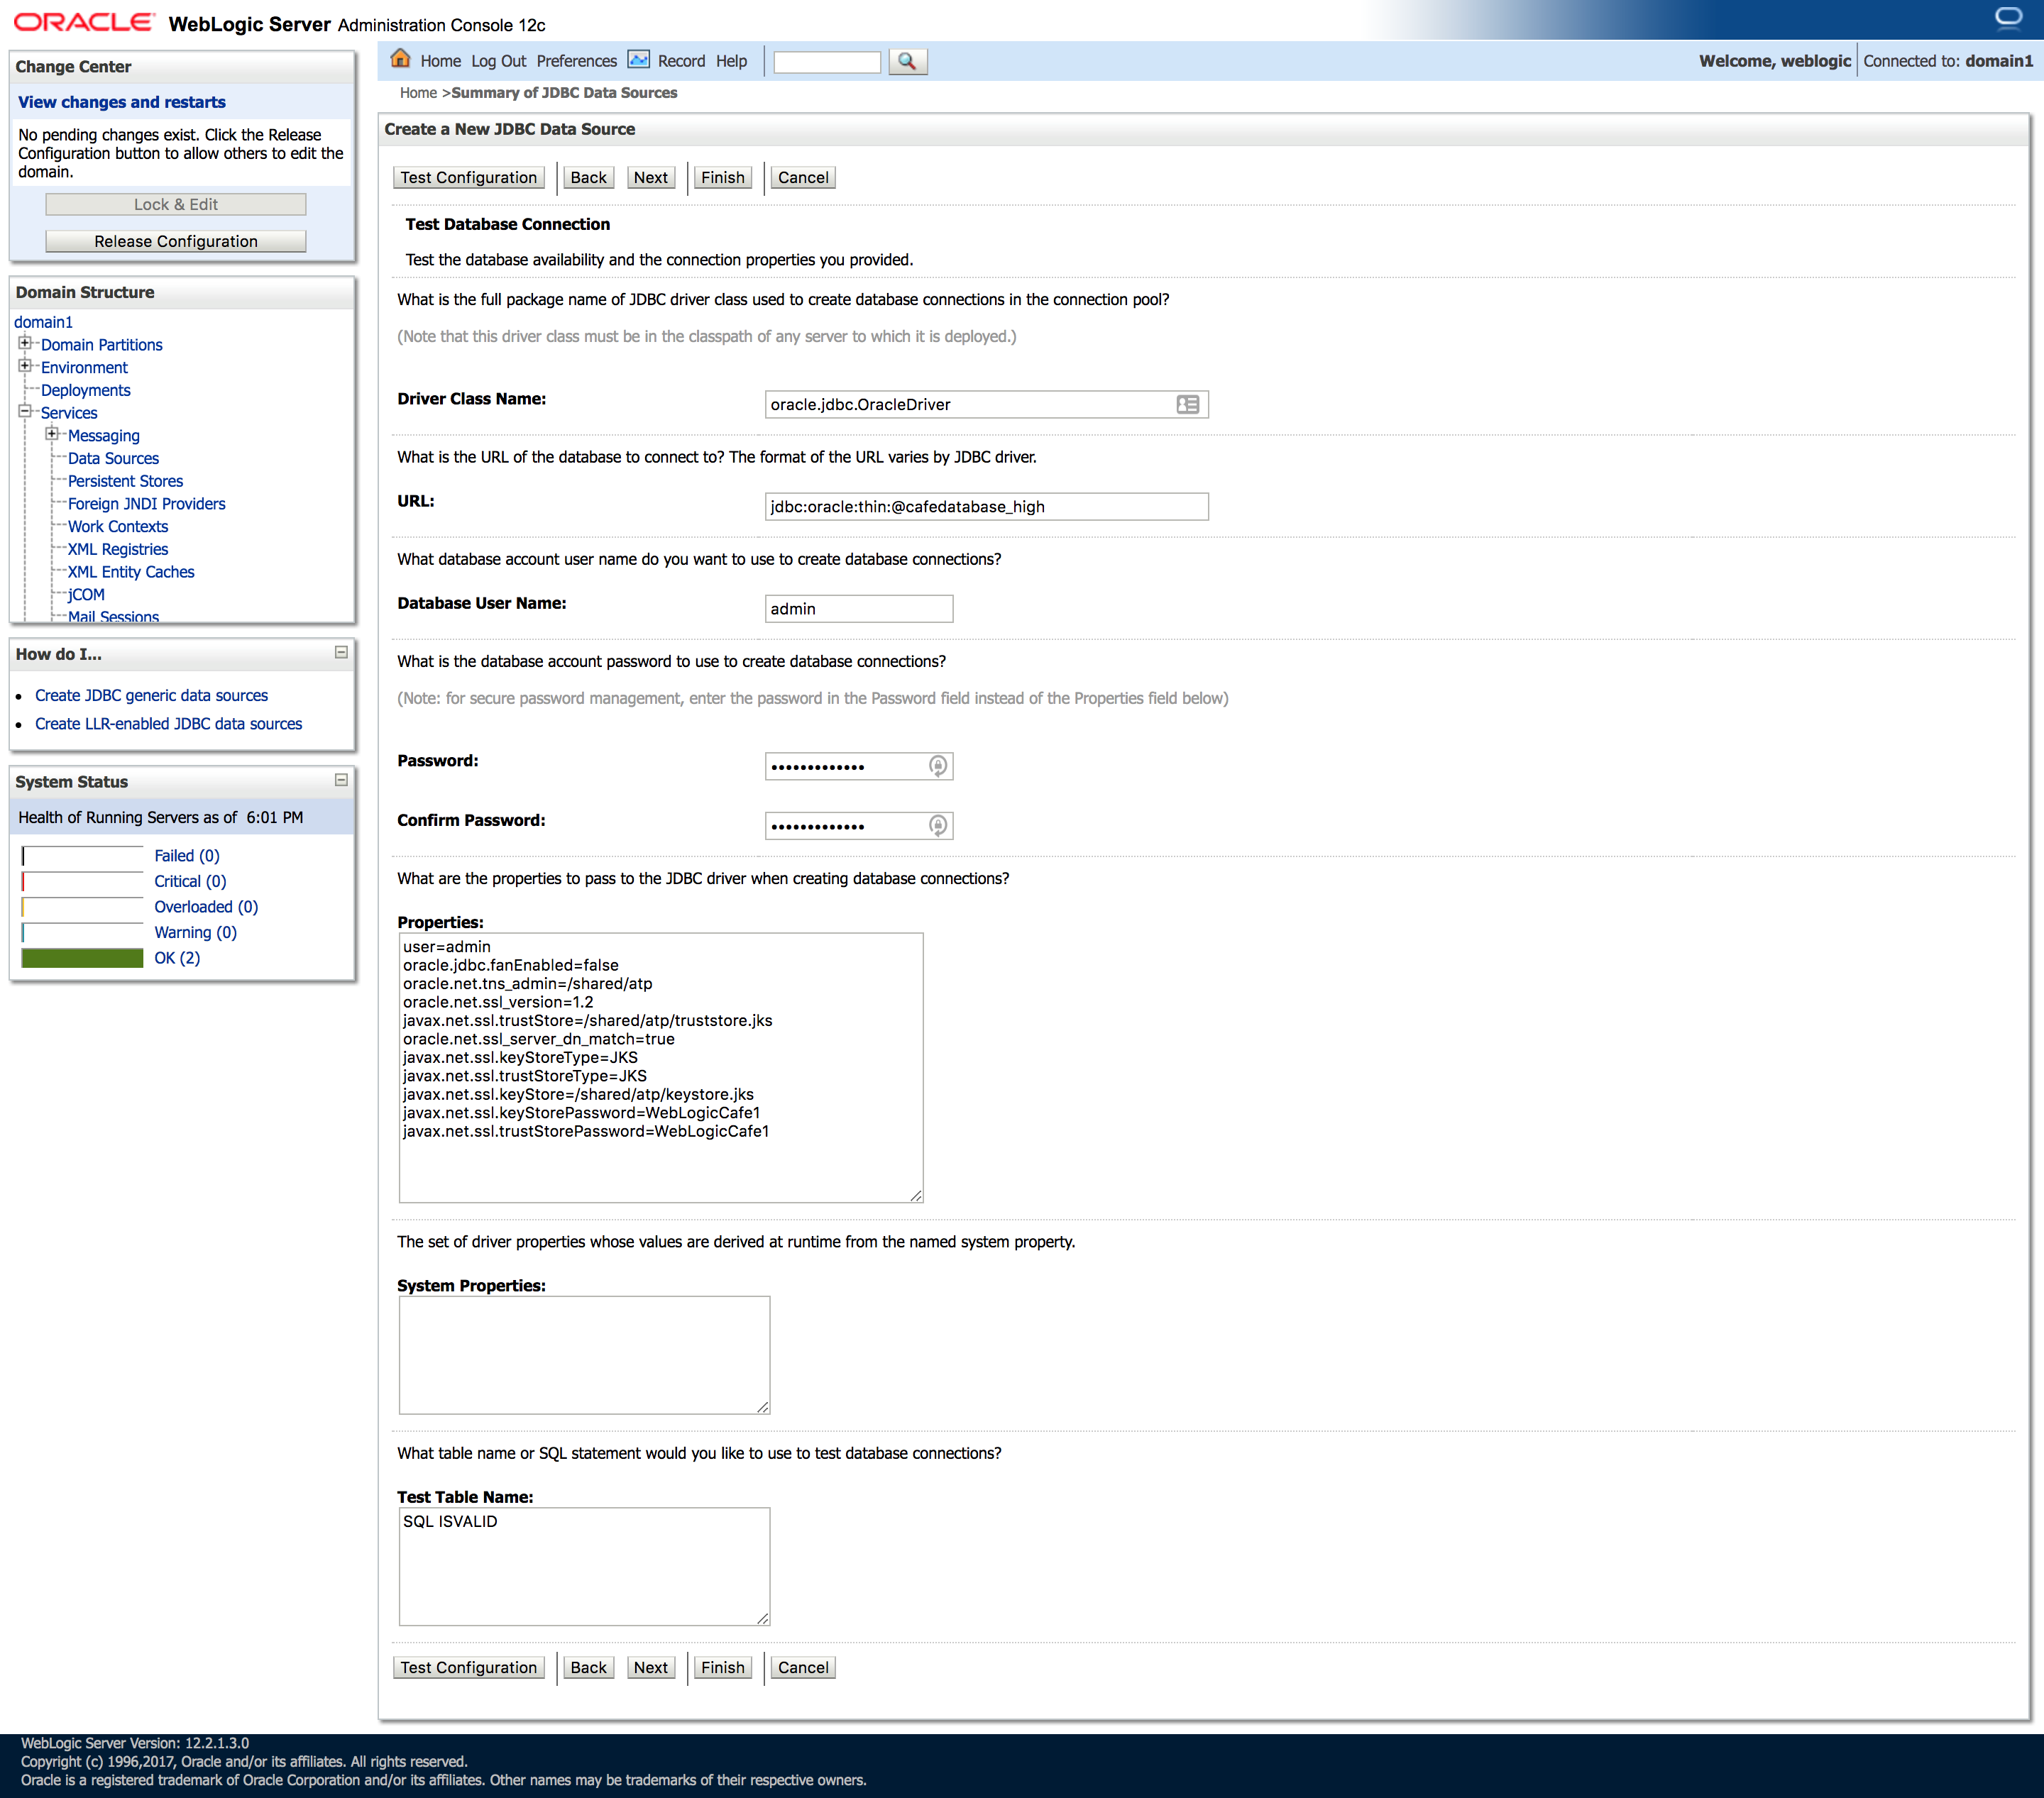 ORACLE WebLogic Server Administration Console 12c
Change Center
View changes and restarts
No pending changes exist. Click the Release
Configuration button to allow others to edit the
domain.
Lock & Edit
Release Configuration
Domain Structure
domain1
Domain Partitions
Environment
Deployments
Services
Messaging
Data Sources
Persistent Stores
Foreign JNDI Providers
Work Contexts
XML Registries
XML Entity Caches
jCOM
Mail Sessions
How do I...
Create JDBC generic data sources
Create LLR-enabled JDBC data sources
System Status
Health of Running Servers as of 6:01 PM
Failed (0)
Critical (0)
Overloaded (0)
Warning (0)
OK (2)
Home Log Out Preferences Record Help
Welcome, weblogic Connected to: domain1
Home >Summary of JDBC Data Sources
Create a New JDBC Data Source
Test Configuration Back Next Finish Cancel
Test Database Connection
Test the database availability and the connection properties you provided.
What is the full package name of JDBC driver class used to create database connections in the connection pool?
(Note that this driver class must be in the classpath of any server to which it is deployed.)
Driver Class Name: oracle.jdbc.OracleDriver
What is the URL of the database to connect to? The format of the URL varies by JDBC driver.
URL: jdbc:oracle:thin:@cafedatabase_high
What database account user name do you want to use to create database connections?
Database User Name: admin
What is the database account password to use to create database connections?
(Note: for secure password management, enter the password in the Password field instead of the Properties field below)
Password: •••••••••••••
Confirm Password: •••••••••••••
What are the properties to pass to the JDBC driver when creating database connections?
Properties:
user=admin
oracle.jdbc.fanEnabled=false
oracle.net.tns_admin=/shared/atp
oracle.net.ssl_version=1.2
javax.net.ssl.trustStore=/shared/atp/truststore.jks
oracle.net.ssl_server_dn_match=true
javax.net.ssl.keyStoreType=JKS
javax.net.ssl.trustStoreType=JKS
javax.net.ssl.keyStore=/shared/atp/keystore.jks
javax.net.ssl.keyStorePassword=WebLogicCafe1
javax.net.ssl.trustStorePassword=WebLogicCafe1
The set of driver properties whose values are derived at runtime from the named system property.
System Properties:
What table name or SQL statement would you like to use to test database connections?
Test Table Name:
SQL ISVALID
Test Configuration Back Next Finish Cancel
WebLogic Server Version: 12.2.1.3.0
Copyright (c) 1996,2017, Oracle and/or its affiliates. All rights reserved.
Oracle is a registered trademark of Oracle Corporation and/or its affiliates. Other names may be trademarks of their respective owners.